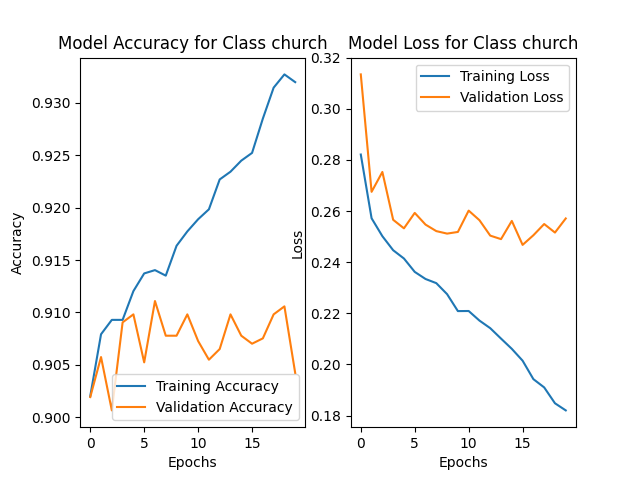 Model Accuracy for Class church
0.930
0.925
0.920
0.915
0.910
0.905
0.900
Accuracy
Training Accuracy
Validation Accuracy
0 5 10 15
Epochs
Model Loss for Class church
0.32
0.30
0.28
0.26
0.24
0.22
0.20
0.18
Loss
Training Loss
Validation Loss
0 5 10 15
Epochs